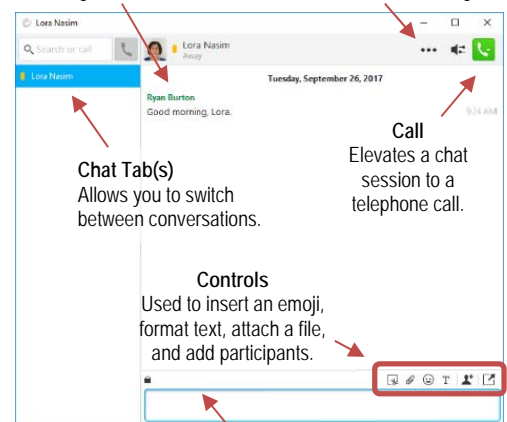 Lora Nasim
Search or call
Lora Nasim
Away
Lora Nasim
Tuesday, September 26, 2017
Ryan Burton
Good morning, Lora.
9:24 AM
Call
Elevates a chat
session to a
telephone call.
Chat Tab(s)
Allows you to switch
between conversations.
Controls
Used to insert an emoji,
format text, attach a file,
and add participants.
T